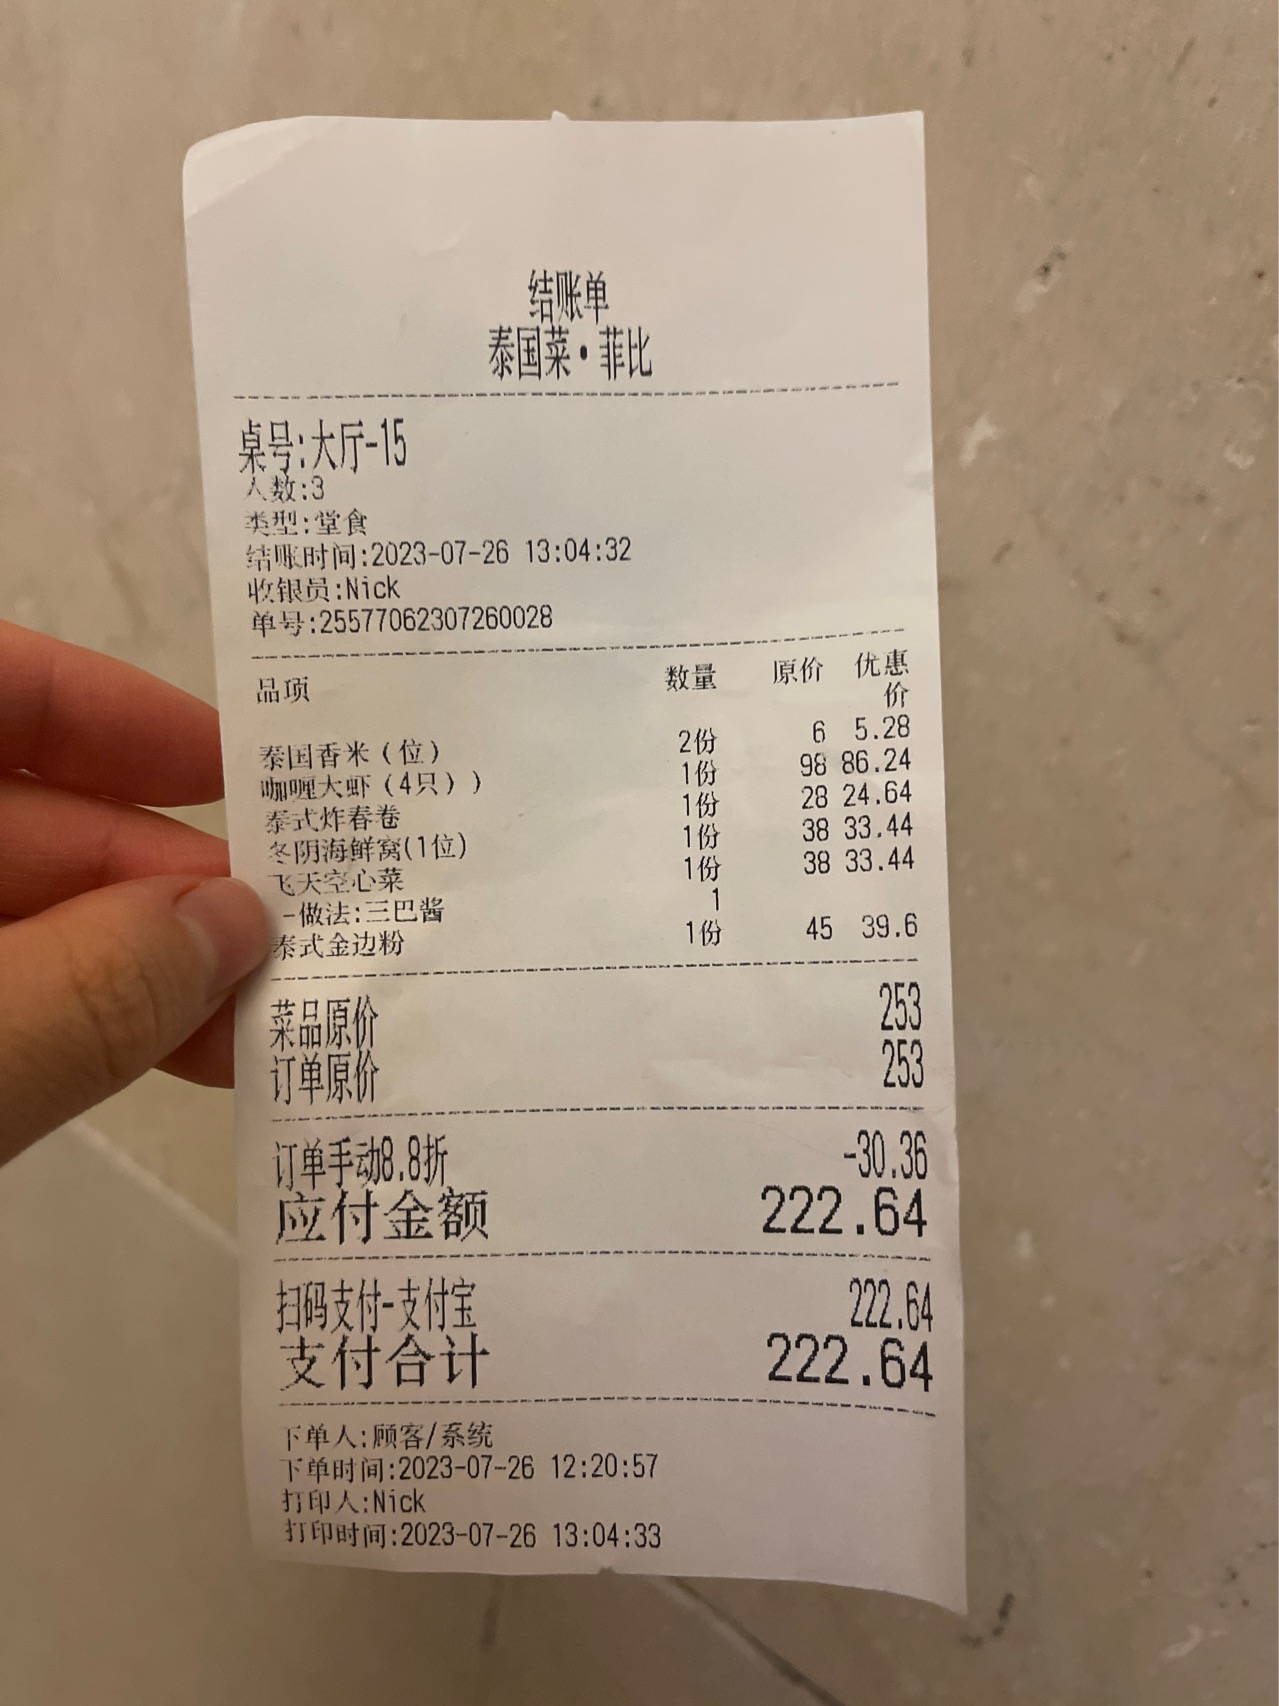 结账单
泰国菜·菲比
桌号:大厅-15
人数:3
类型:堂食
结账时间:2023-07-26 13:04:32
收银员:Nick
单号:25577062307260028
品项 数量 原价 优惠价
泰国香米(位) 2份 6 5.28
咖喱大虾(4只)) 1份 98 86.24
泰式炸春卷 1份 28 24.64
冬阴海鲜窝(1位) 1份 38 33.44
飞天空心菜 1份 38 33.44
-做法:三巴酱 1
泰式金边粉 1份 45 39.6
菜品原价 253
订单原价 253
订单手动8.8折 -30.36
应付金额 222.64
扫码支付-支付宝 222.64
支付合计 222.64
下单人:顾客/系统
下单时间:2023-07-26 12:20:57
打印人:Nick
打印时间:2023-07-26 13:04:33